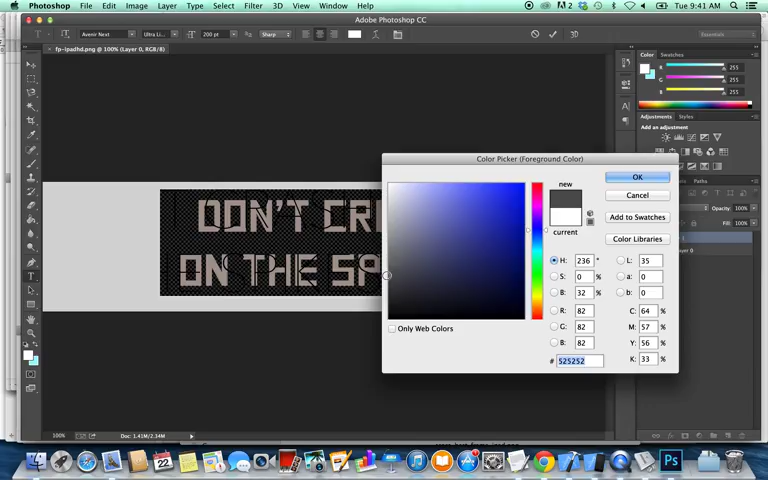 Photoshop File Edit Image Layer Type Select Filter 3D View Window Help
2 Tue 9:41 AM
Adobe Photoshop CC
Avenir Next Ultra Li... 200 pt Sharp 3D Essentials
fp-ipadhd.png @ 100% (Layer 0, RGB/8)
Color Swatches
R 255
G 255
B 255
Adjustments Styles
Add an adjustment
Paths
Opacity: 100%
Fill: 100%
DON'T CR
ON THE SP
Color Picker (Foreground Color)
new
current
OK
Cancel
Add to Swatches
Color Libraries
H: 236 ° L: 35
S: 0 % a: 0
B: 32 % b: 0
R: 82 C: 64 %
G: 82 M: 57 %
B: 82 Y: 56 %
K: 33 %
# 525252
Only Web Colors
100% Doc: 1.41M/2.34M
22
Ps